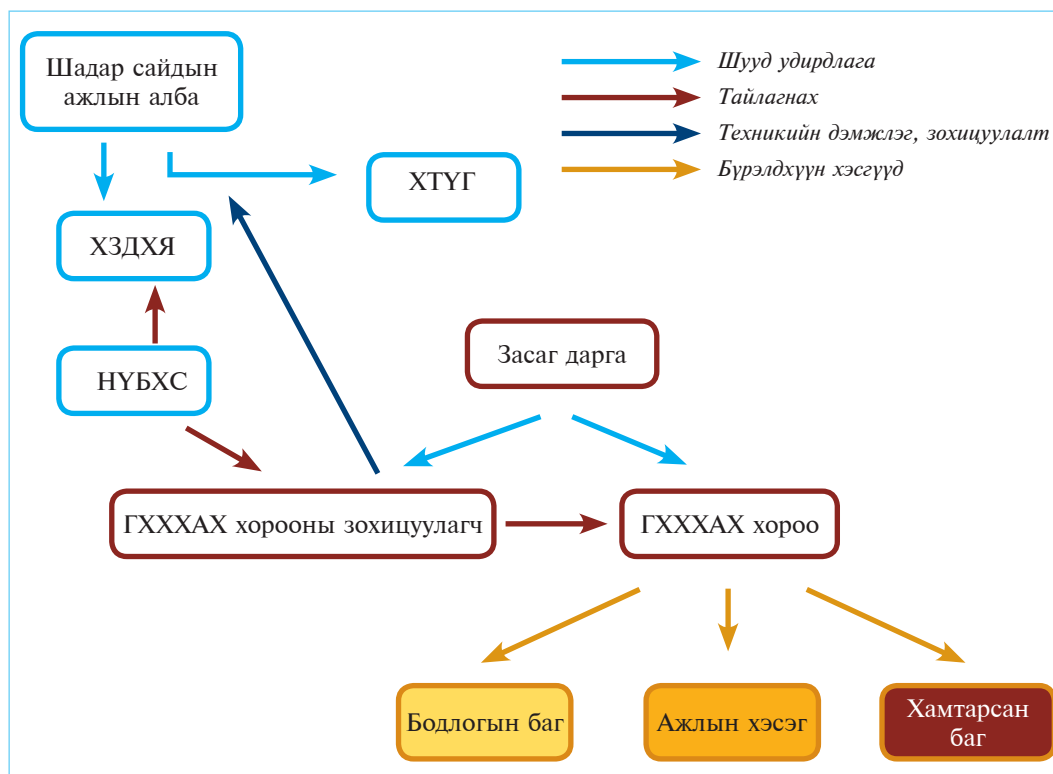 Шадар сайдын
ажлын алба
Шууд удирдлага
Тайлагнах
Техникийн дэмжлэг, зохицуулалт
Бүрэлдхүүн хэсгүүд
ХТҮГ
ХЗДХЯ
НҮБХС
Засаг дарга
ГХХХАХ хорооны зохицуулагч
ГХХХАХ хороо
Бодлогын баг
Ажлын хэсэг
Хамтарсан
баг